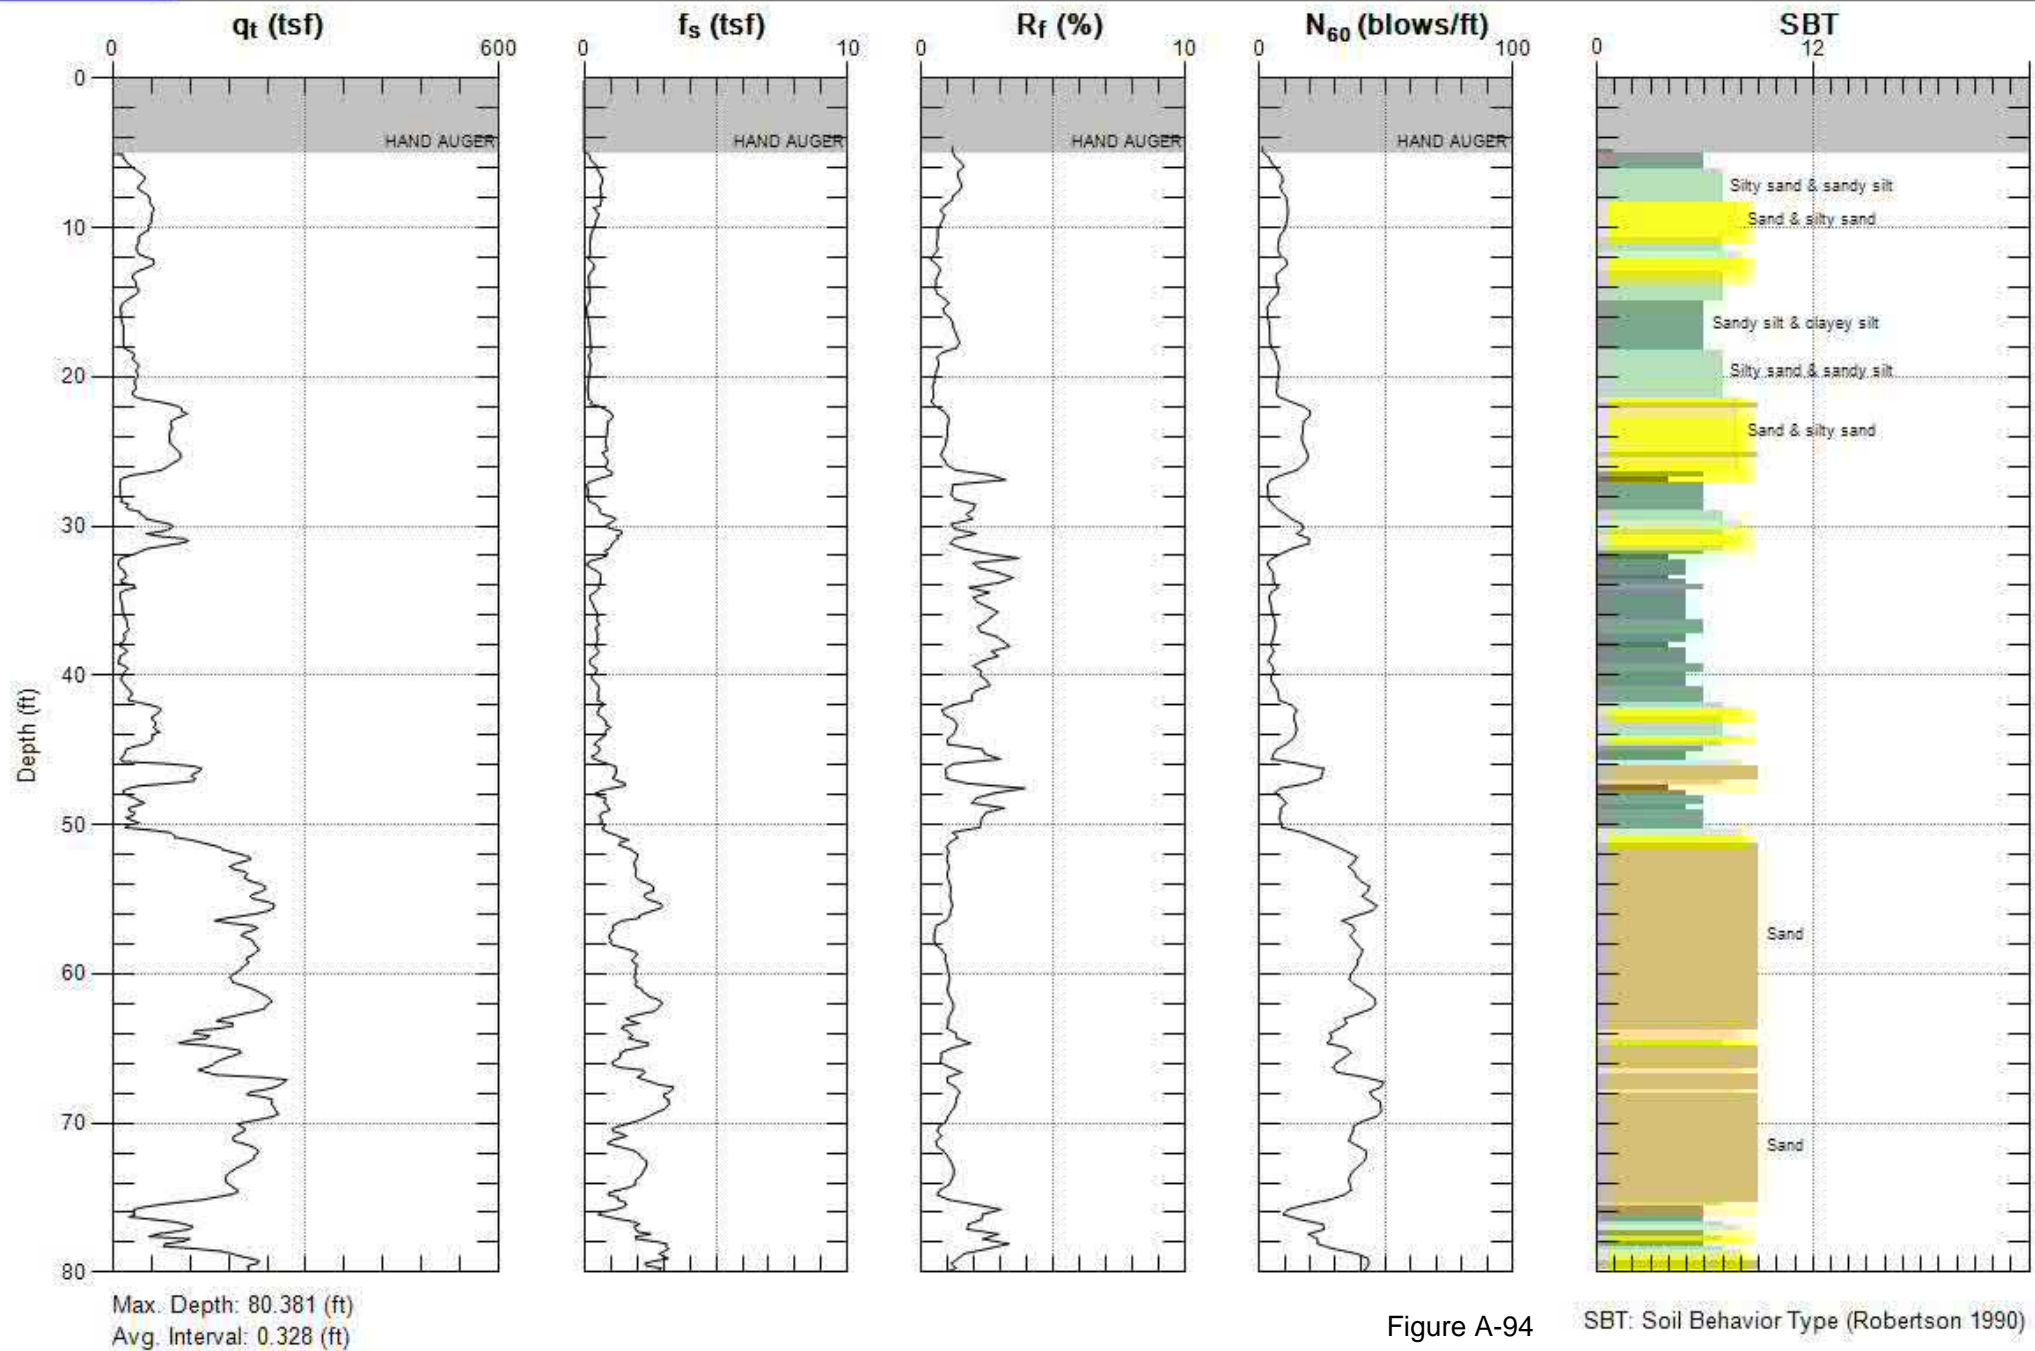 qt (tsf) fs (tsf) Rf (%) N60 (blows/ft) SBT
0 600 0 10 0 10 0 100 0 12
0
HAND AUGER HAND AUGER HAND AUGER HAND AUGER
Silty sand & sandy silt
Sand & silty sand
10
Sandy silt & clayey silt
Silty sand & sandy silt
20
Sand & silty sand
30
40
Depth (ft)
50
Sand
60
70
Sand
80
Max. Depth: 80.381 (ft)
Avg. Interval: 0.328 (ft)
Figure A-94
SBT: Soil Behavior Type (Robertson 1990)